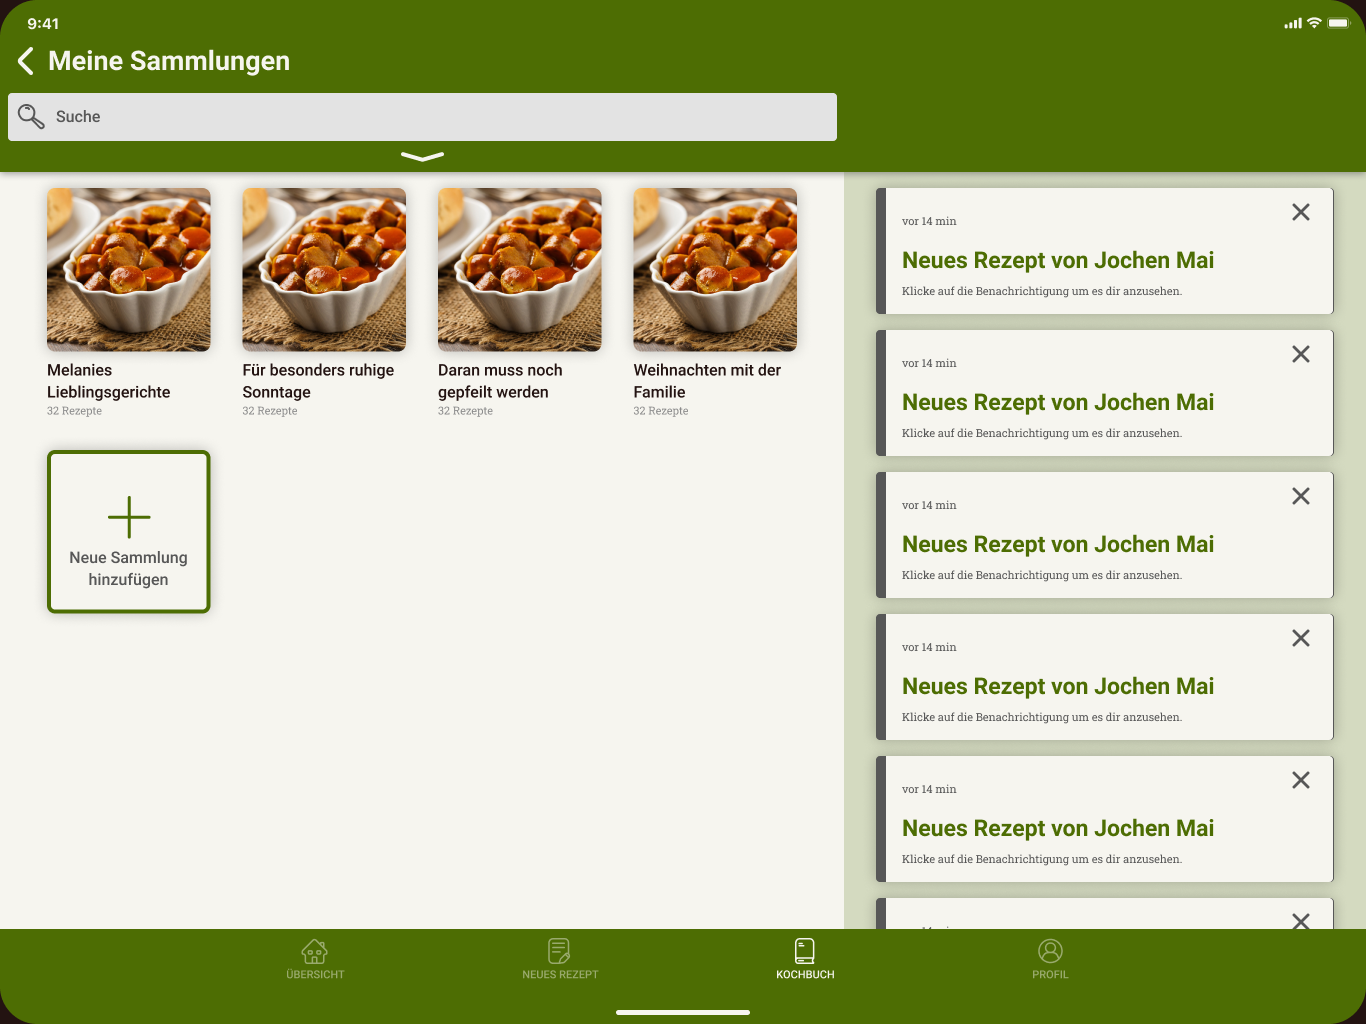 9:41
Meine Sammlungen
Suche
Melanies
Lieblingsgerichte
32 Rezepte
Für besonders ruhige
Sonntage
32 Rezepte
Daran muss noch
gepfeilt werden
32 Rezepte
Weihnachten mit der
Familie
32 Rezepte
Neue Sammlung
hinzufügen
vor 14 min
Neues Rezept von Jochen Mai
Klicke auf die Benachrichtigung um es dir anzusehen.
vor 14 min
Neues Rezept von Jochen Mai
Klicke auf die Benachrichtigung um es dir anzusehen.
vor 14 min
Neues Rezept von Jochen Mai
Klicke auf die Benachrichtigung um es dir anzusehen.
vor 14 min
Neues Rezept von Jochen Mai
Klicke auf die Benachrichtigung um es dir anzusehen.
vor 14 min
Neues Rezept von Jochen Mai
Klicke auf die Benachrichtigung um es dir anzusehen.
ÜBERSICHT
NEUES REZEPT
KOCHBUCH
PROFIL